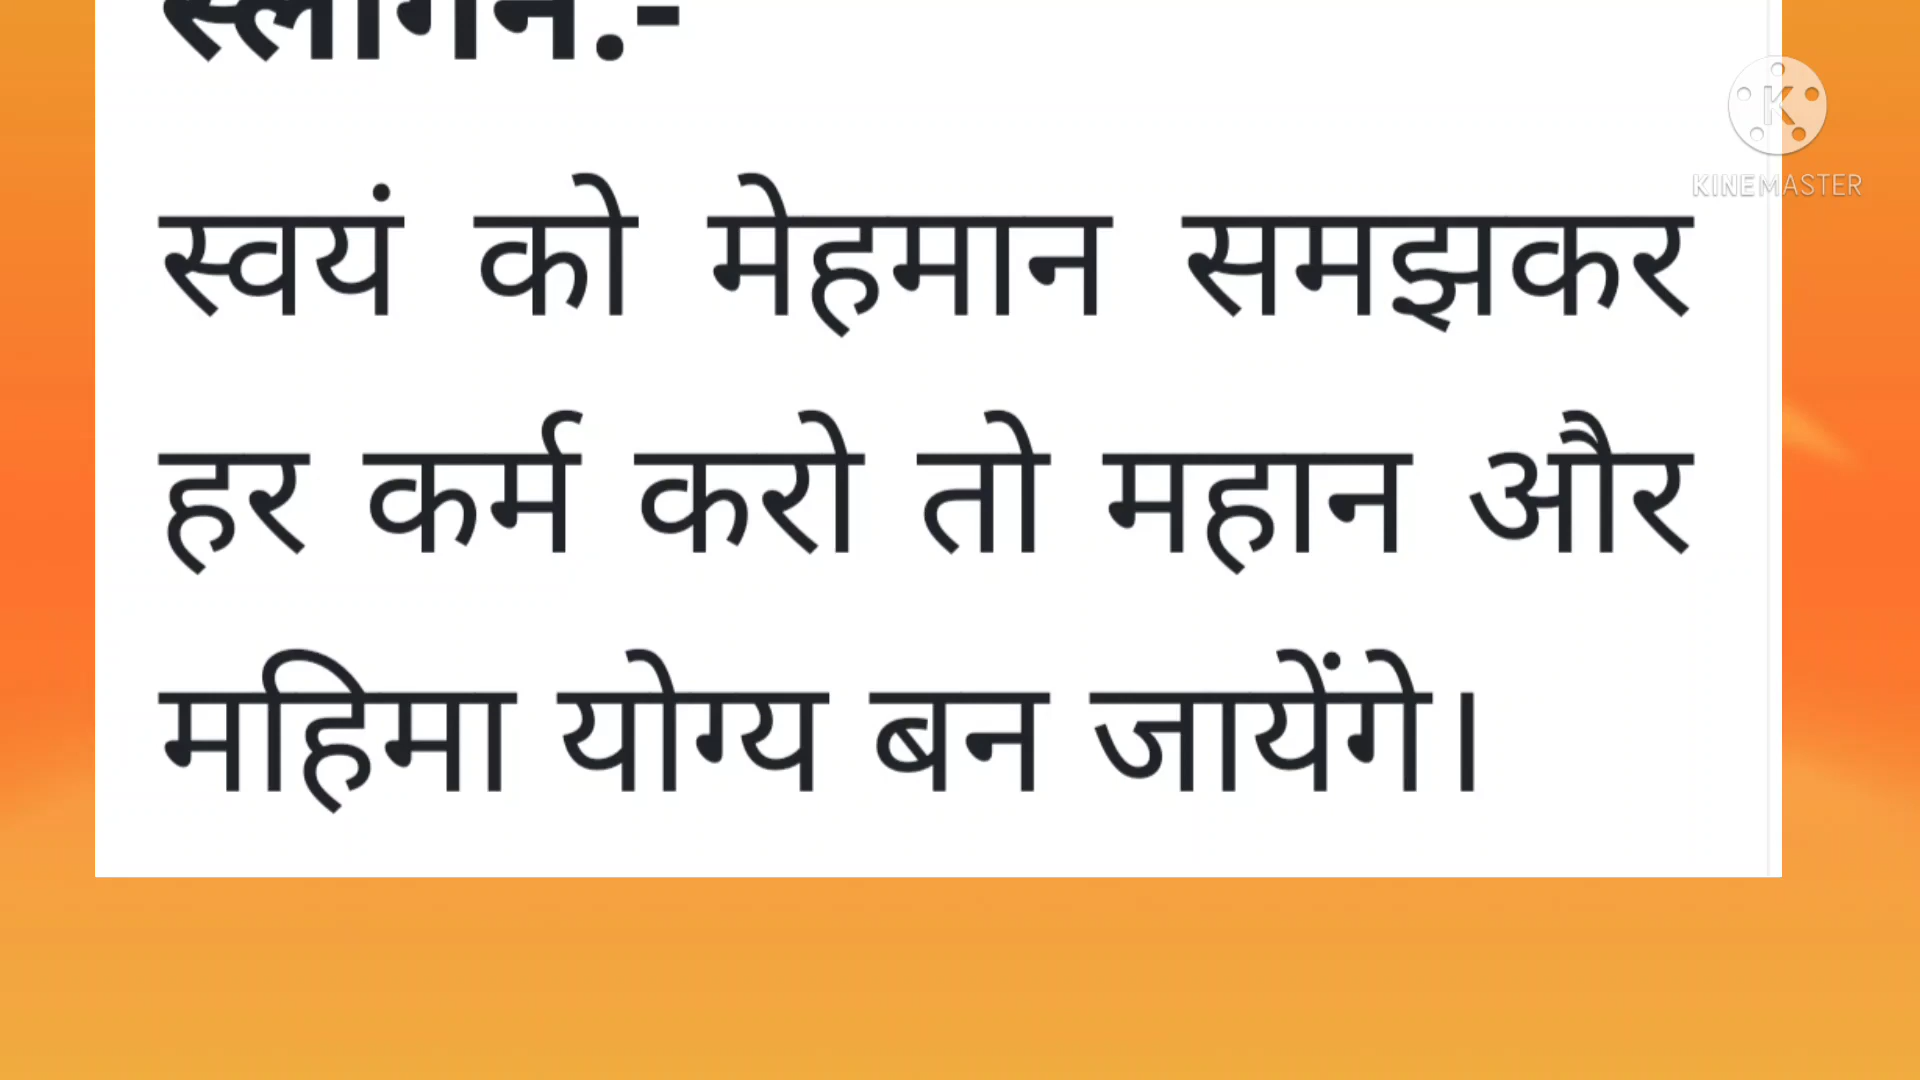 स्लोगन:-
स्वयं को मेहमान समझकर
हर कर्म करो तो महान और
महिमा योग्य बन जायेंगे।
KINEMASTER